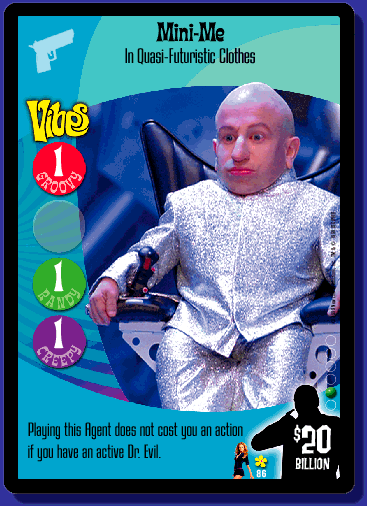 Mini-Me
In Quasi-Futuristic Clothes
Vibes
1
GROOVY
1
RANDY
1
CREEPY
Playing this Agent does not cost you an action
if you have an active Dr. Evil.
$20
BILLION
86